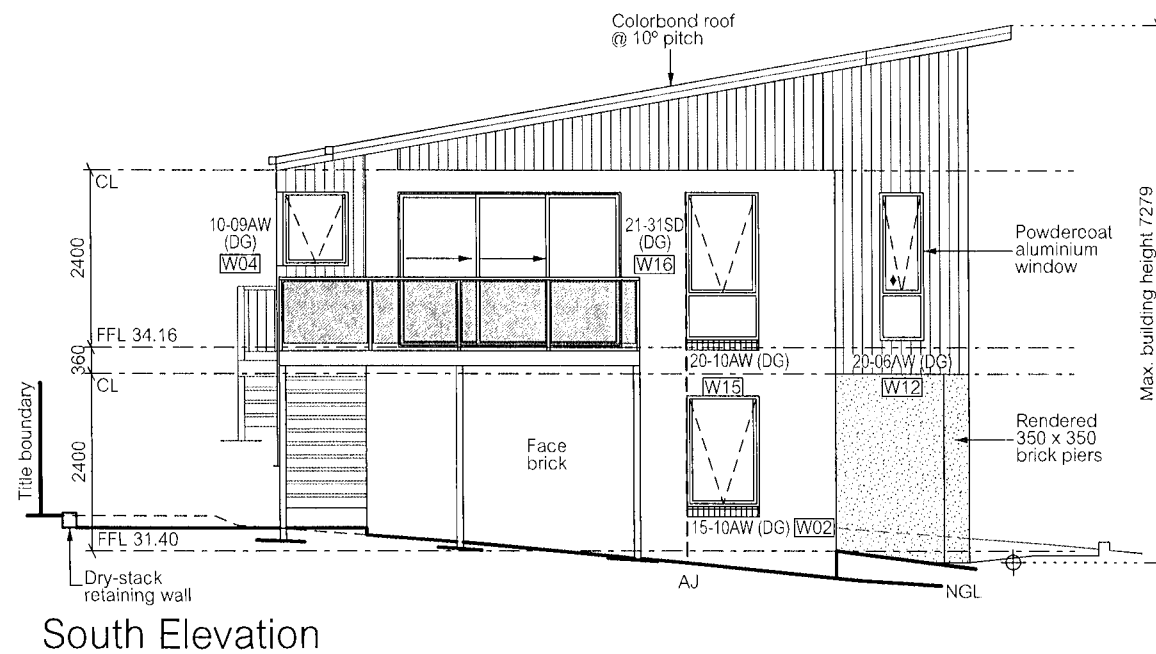 Colorbond roof
@ 10º pitch
CL
10-09AW
(DG)
W04
21-31SD
(DG)
W16
Powdercoat
aluminium
window
Max. building height 7279
2400
FFL 34.16
360
20-10AW (DG)
20-06AW (DG)
CL
W15
W12
Title boundary
2400
Face
brick
Rendered
350 x 350
brick piers
15-10AW (DG) W02
FFL 31.40
Dry-stack
retaining wall
AJ
NGL
South Elevation